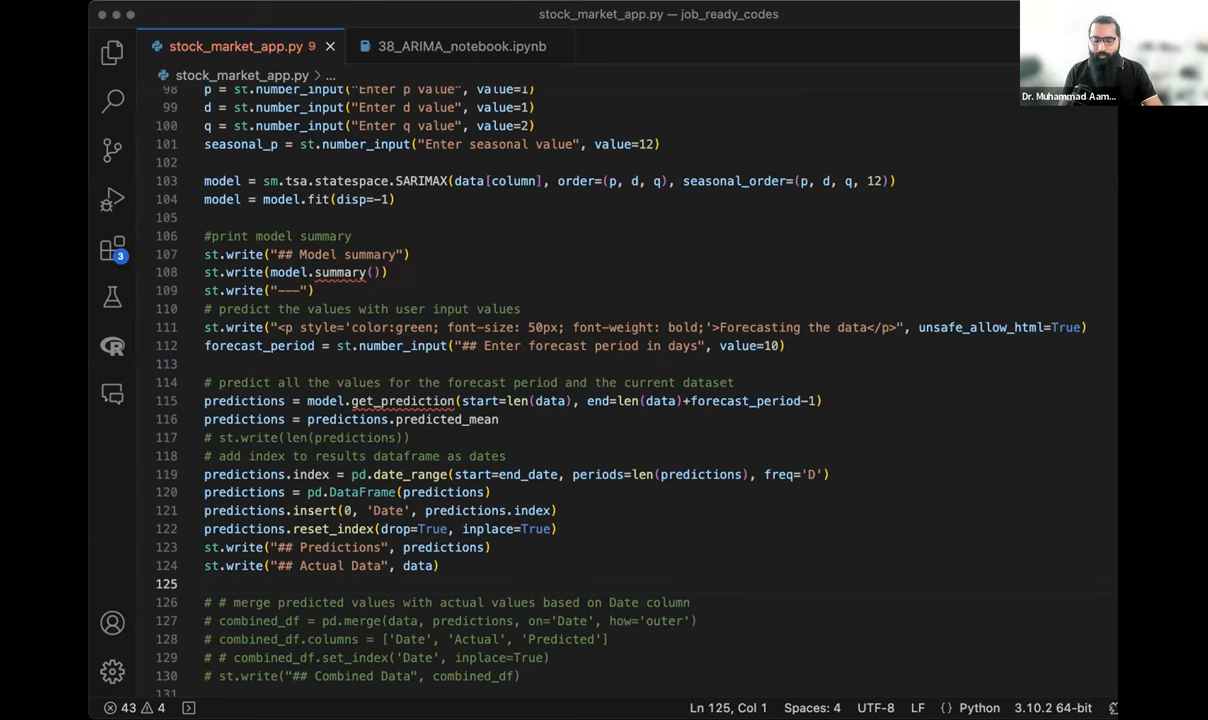 stock_market_app.py — job_ready_codes
stock_market_app.py 9
38_ARIMA_notebook.ipynb
stock_market_app.py > ...
Dr. Muhammad Aam...
98 p = st.number_input("Enter p value", value=1)
99 d = st.number_input("Enter d value", value=1)
100 q = st.number_input("Enter q value", value=2)
101 seasonal_p = st.number_input("Enter seasonal value", value=12)
102
103 model = sm.tsa.statespace.SARIMAX(data[column], order=(p, d, q), seasonal_order=(p, d, q, 12))
104 model = model.fit(disp=-1)
105
106 #print model summary
107 st.write("## Model summary")
108 st.write(model.summary())
109 st.write("---")
110 # predict the values with user input values
111 st.write("<p style='color:green; font-size: 50px; font-weight: bold;'>Forecasting the data</p>", unsafe_allow_html=True)
112 forecast_period = st.number_input("## Enter forecast period in days", value=10)
113
114 # predict all the values for the forecast period and the current dataset
115 predictions = model.get_prediction(start=len(data), end=len(data)+forecast_period-1)
116 predictions = predictions.predicted_mean
117 # st.write(len(predictions))
118 # add index to results dataframe as dates
119 predictions.index = pd.date_range(start=end_date, periods=len(predictions), freq='D')
120 predictions = pd.DataFrame(predictions)
121 predictions.insert(0, 'Date', predictions.index)
122 predictions.reset_index(drop=True, inplace=True)
123 st.write("## Predictions", predictions)
124 st.write("## Actual Data", data)
125
126 # # merge predicted values with actual values based on Date column
127 # combined_df = pd.merge(data, predictions, on='Date', how='outer')
128 # combined_df.columns = ['Date', 'Actual', 'Predicted']
129 # # combined_df.set_index('Date', inplace=True)
130 # st.write("## Combined Data", combined_df)
131
3
43 4
Ln 125, Col 1 Spaces: 4 UTF-8 LF {} Python 3.10.2 64-bit